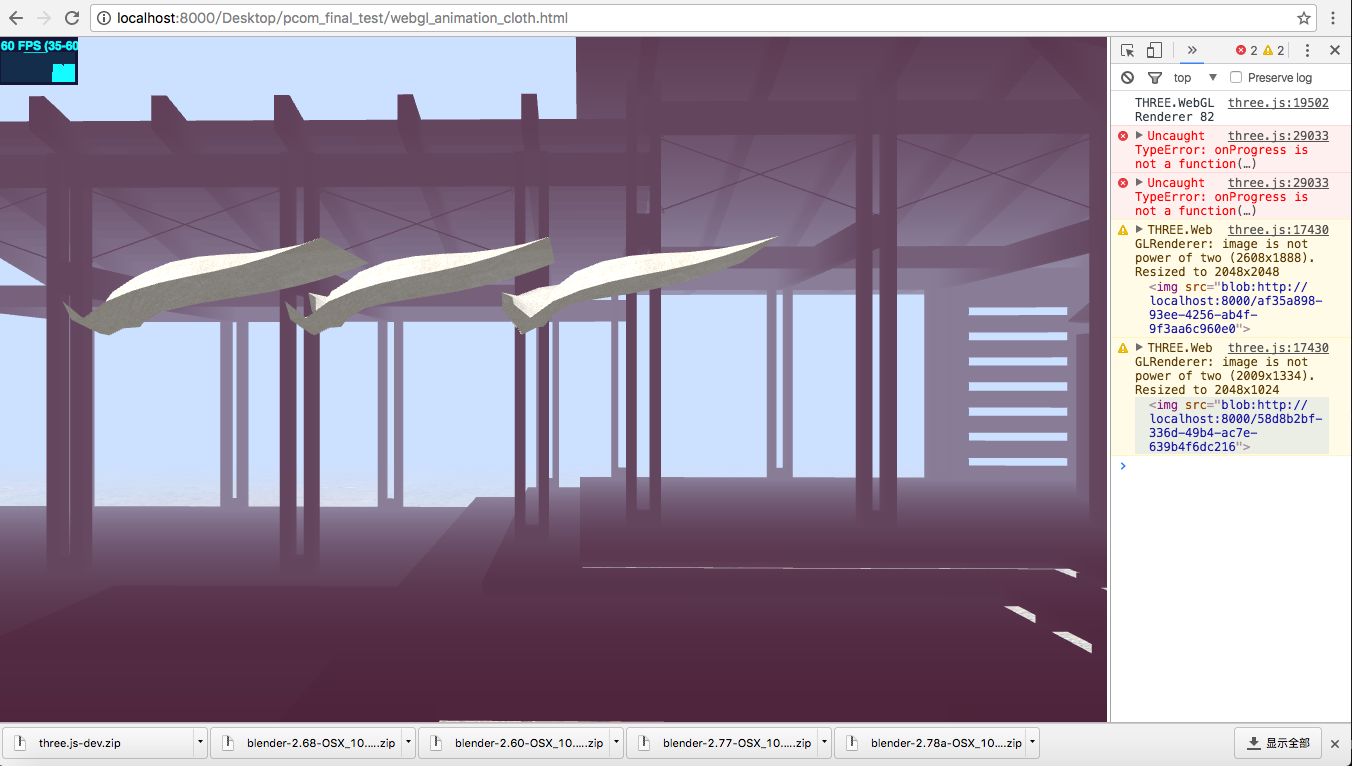 localhost:8000/Desktop/pcom_final_test/webgl_animation_cloth.html
60 FPS (35-60
2 2
top Preserve log
THREE.WebGL three.js:19502
Renderer 82
Uncaught three.js:29033
TypeError: onProgress is
not a function(…)
Uncaught three.js:29033
TypeError: onProgress is
not a function(…)
THREE.Web three.js:17430
GLRenderer: image is not
power of two (2608x1888).
Resized to 2048x2048
<img src="blob:http://
localhost:8000/af35a898-
93ee-4256-ab4f-
9f3aa6c960e0">
THREE.Web three.js:17430
GLRenderer: image is not
power of two (2009x1334).
Resized to 2048x1024
<img src="blob:http://
localhost:8000/58d8b2bf-
336d-49b4-ac7e-
639b4f6dc216">
three.js-dev.zip
blender-2.68-OSX_10.....zip
blender-2.60-OSX_10.....zip
blender-2.77-OSX_10.....zip
blender-2.78a-OSX_10....zip
显示全部